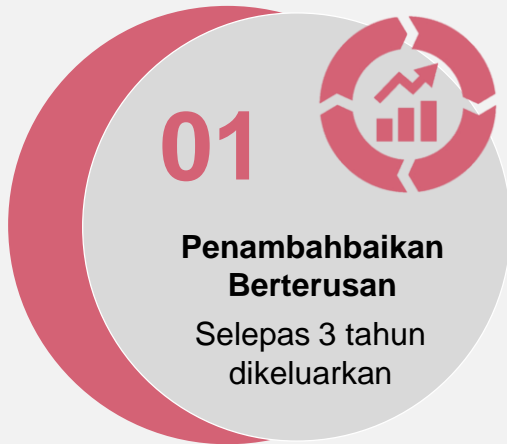 01
Penambahbaikan
Berterusan
Selepas 3 tahun
dikeluarkan